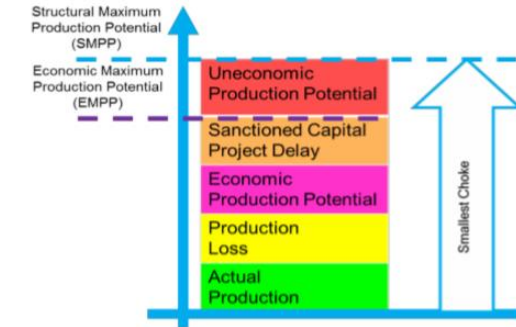 Structural Maximum
Production Potential
(SMPP)
Economic Maximum
Production Potential
(EMPP)
Uneconomic
Production Potential
Sanctioned Capital
Project Delay
Economic
Production Potential
Production
Loss
Actual
Production
Smallest Choke